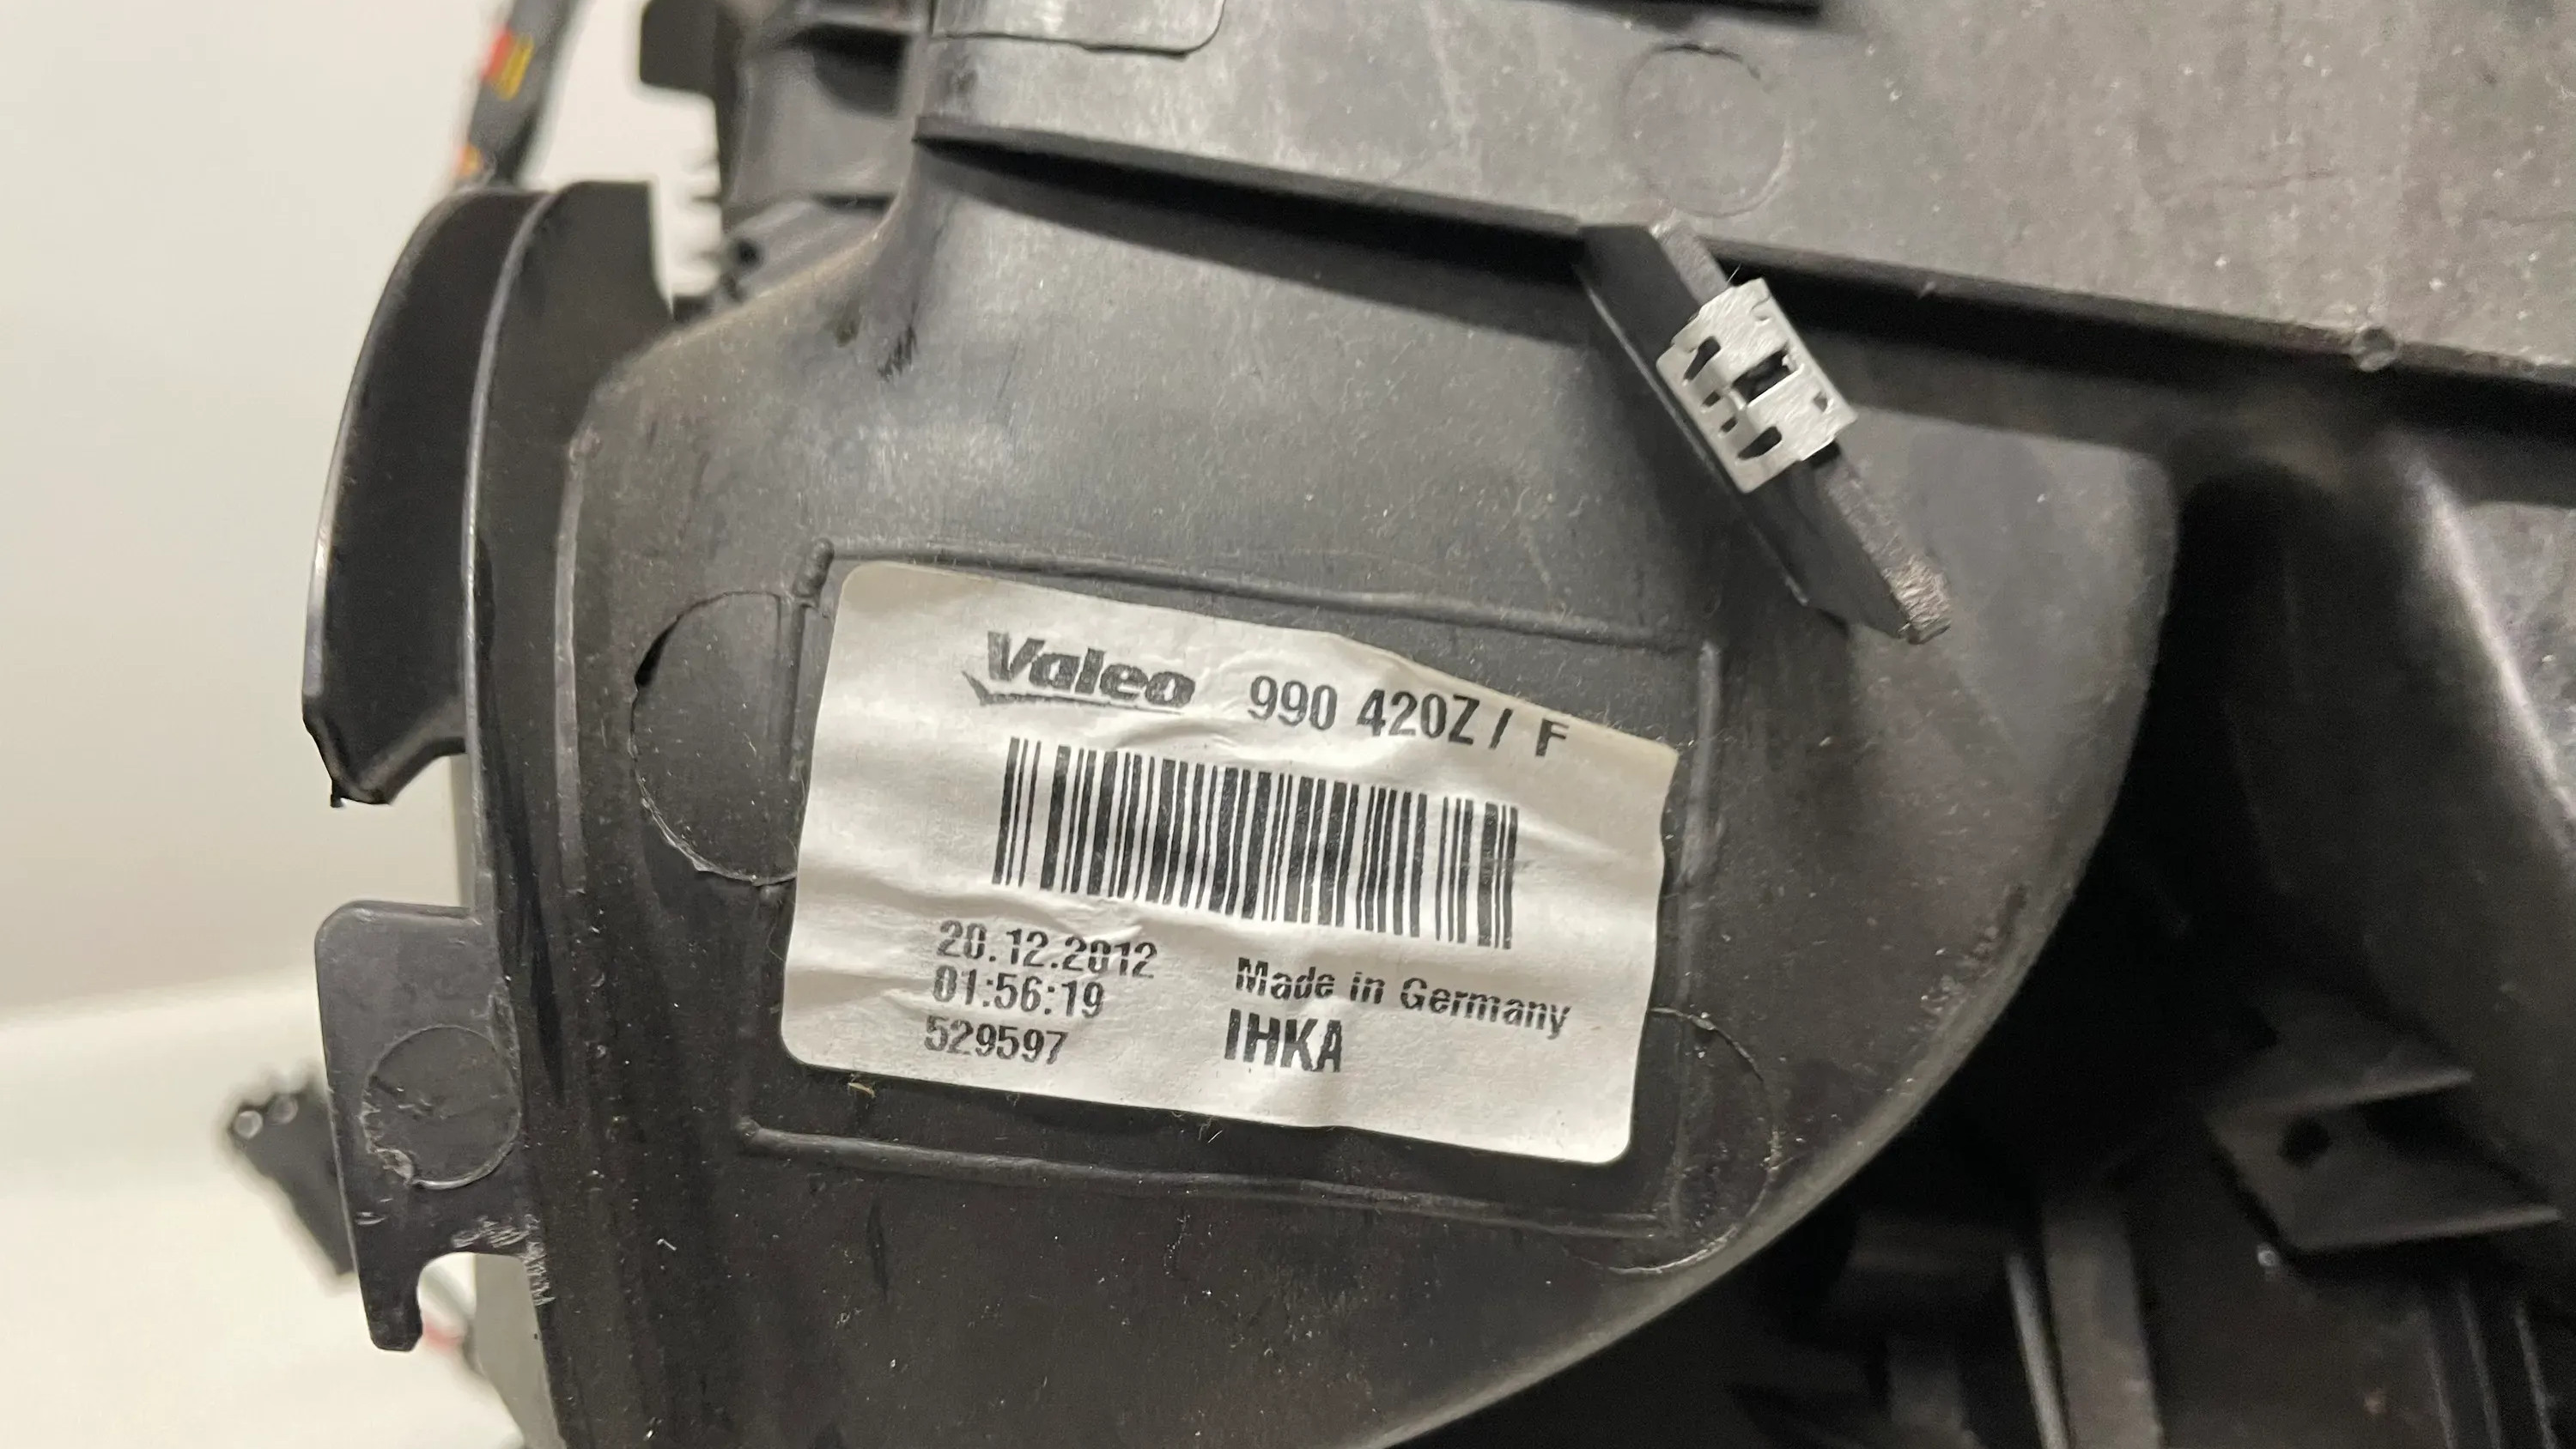 Valeo 990 420Z / F
20.12.2012
01:56:19
529597
Made in Germany
IHKA